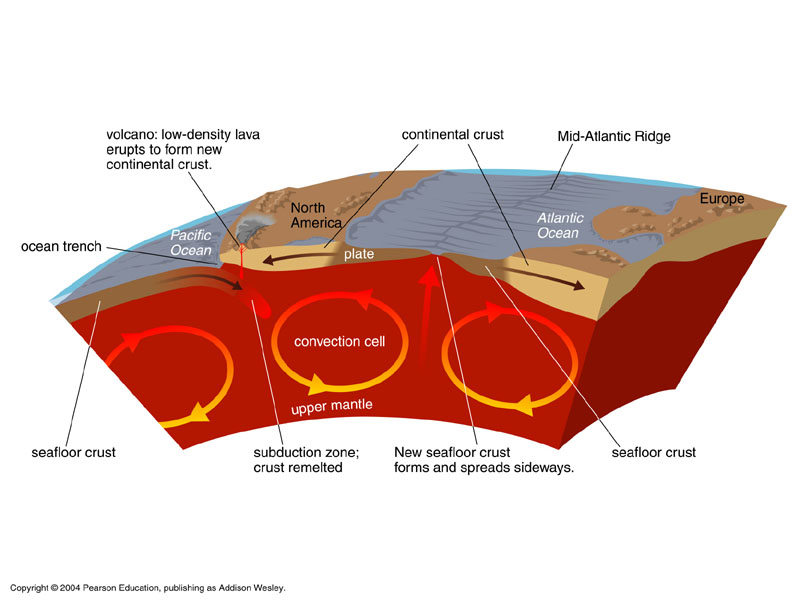 volcano: low-density lava
erupts to form new
continental crust.
continental crust
Mid-Atlantic Ridge
North
America
Europe
Pacific
Ocean
Atlantic
Ocean
ocean trench
plate
convection cell
upper mantle
seafloor crust
subduction zone;
crust remelted
New seafloor crust
forms and spreads sideways.
seafloor crust
Copyright © 2004 Pearson Education, publishing as Addison Wesley.